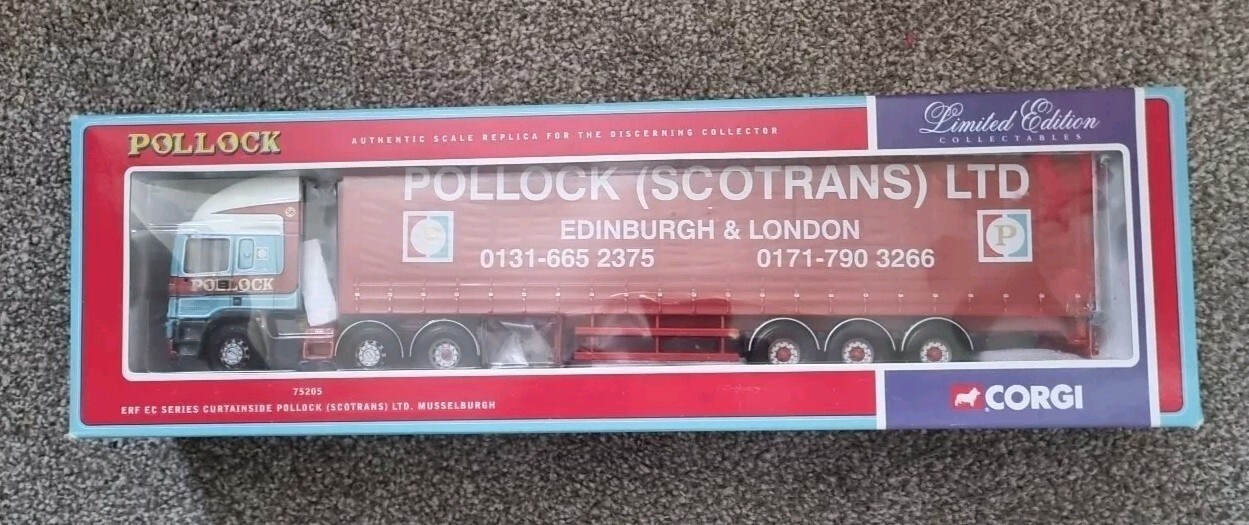 POLLOCK
AUTHENTIC SCALE REPLICA FOR THE DISCERNING COLLECTOR
Limited Edition
COLLECTABLES
POLLOCK (SCOTRANS) LTD
EDINBURGH & LONDON
0131-665 2375 0171-790 3266
P
P
POLLOCK
75205
ERF EC SERIES CURTAINSIDE POLLOCK (SCOTRANS) LTD. MUSSELBURGH
CORGI